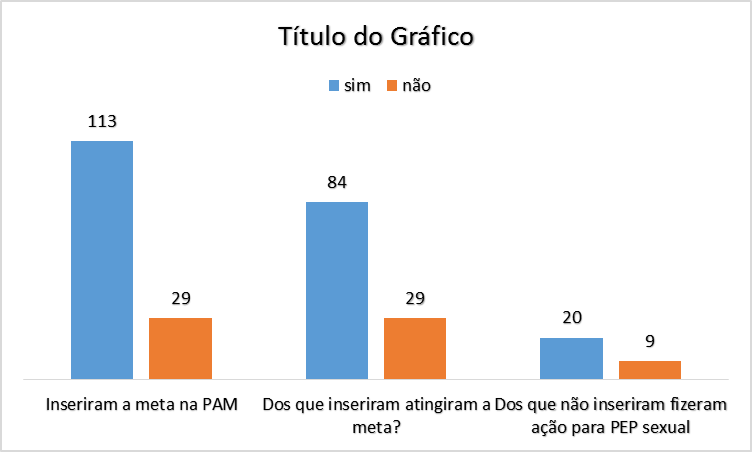 Título do Gráfico
sim não
113
29
84
29
20
9
Inseriram a meta na PAM
Dos que inseriram atingiram a
meta?
Dos que não inseriram fizeram
ação para PEP sexual